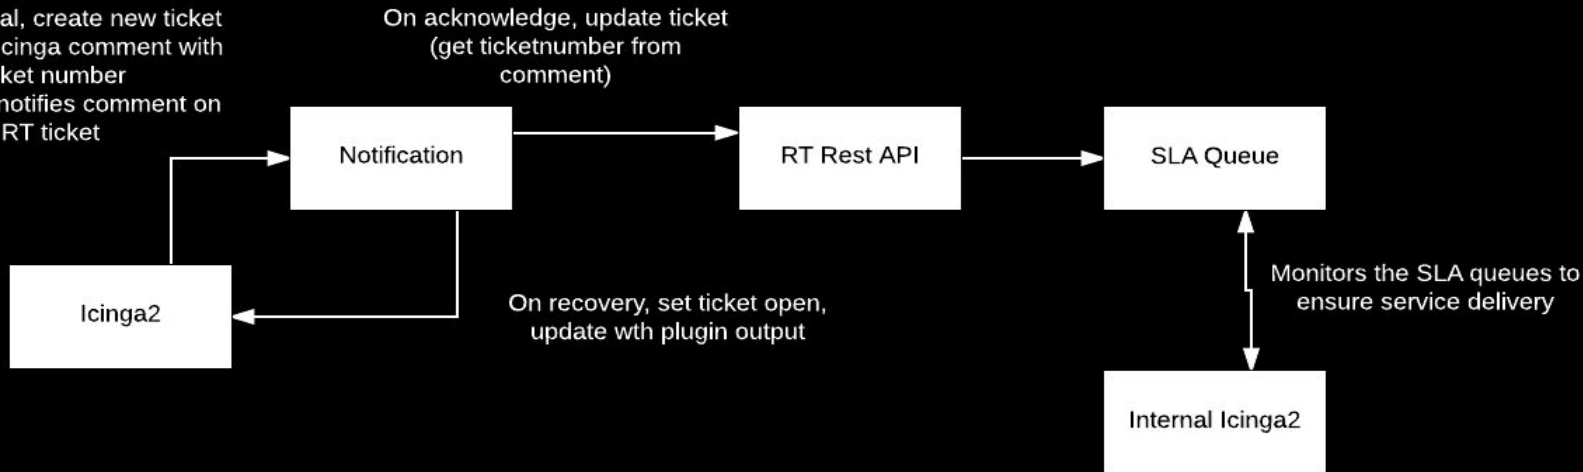 al, create new ticket
cinga comment with
ket number
notifies comment on
RT ticket
On acknowledge, update ticket
(get ticketnumber from
comment)
Notification
RT Rest API
SLA Queue
Icinga2
On recovery, set ticket open,
update wth plugin output
Monitors the SLA queues to
ensure service delivery
Internal Icinga2